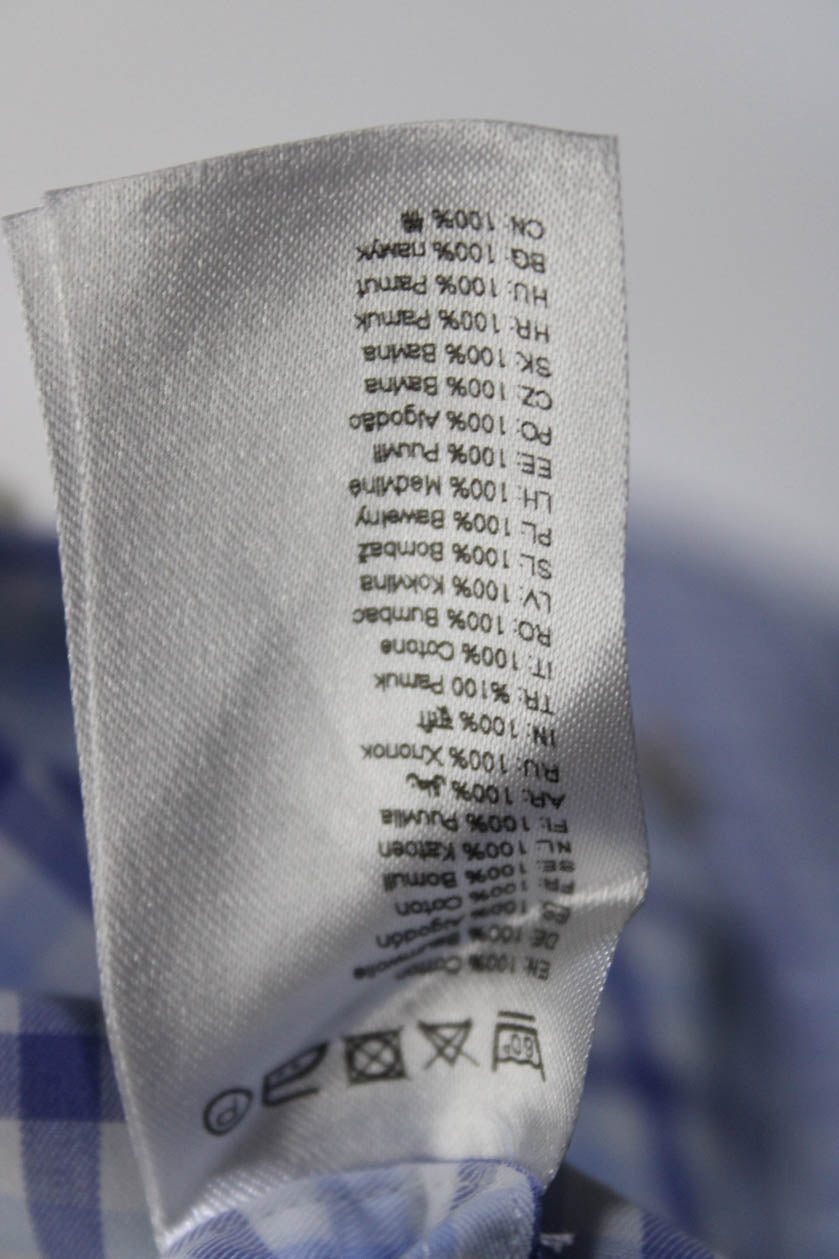 60° P
EN: 100% Cotton
DE: 100% Baumwolle
ES: 100% Algodón
FR: 100% Coton
SE: 100% Bomull
NL: 100% Katoen
FI: 100% Puuvilla
AR: 100%
RU: 100% Хлопок
IN: 100%
TR: %100 Pamuk
IT: 100% Cotone
RO: 100% Bumbac
LV: 100% Kokvilna
SL: 100% Bombaž
PL: 100% Bawełny
LH: 100% Medvilnė
EE: 100% Puuvill
PO: 100% Algodão
CZ: 100% Bavlna
SK: 100% Bavlna
HR: 100% Pamuk
HU: 100% Pamut
BG: 100% памук
CN: 100% 棉